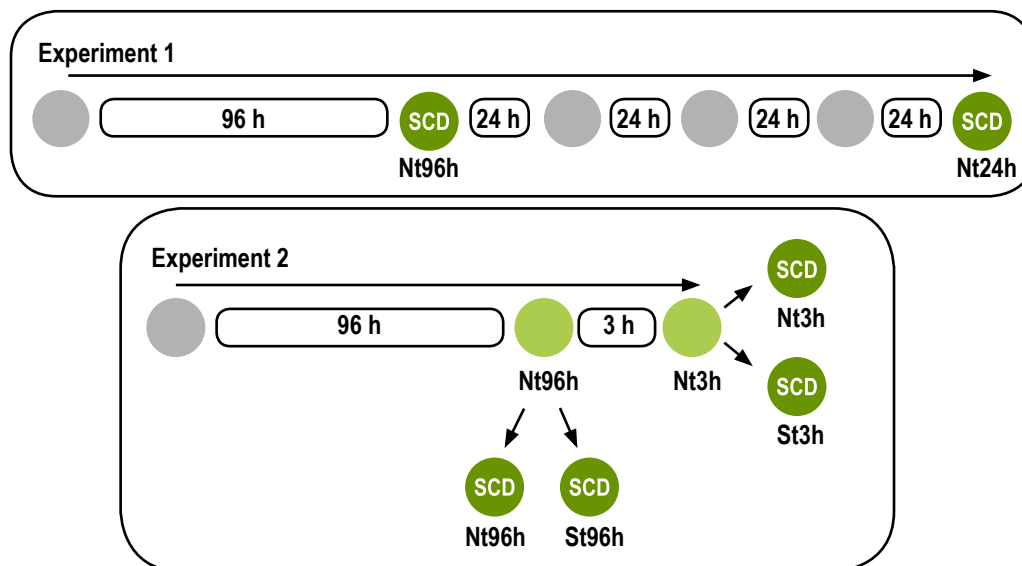 Experiment 1
96 h SCD 24 h 24 h 24 h 24 h SCD
Nt96h Nt24h
Experiment 2
SCD
Nt3h
96 h 3 h
Nt96h Nt3h
SCD
St3h
SCD SCD
Nt96h St96h